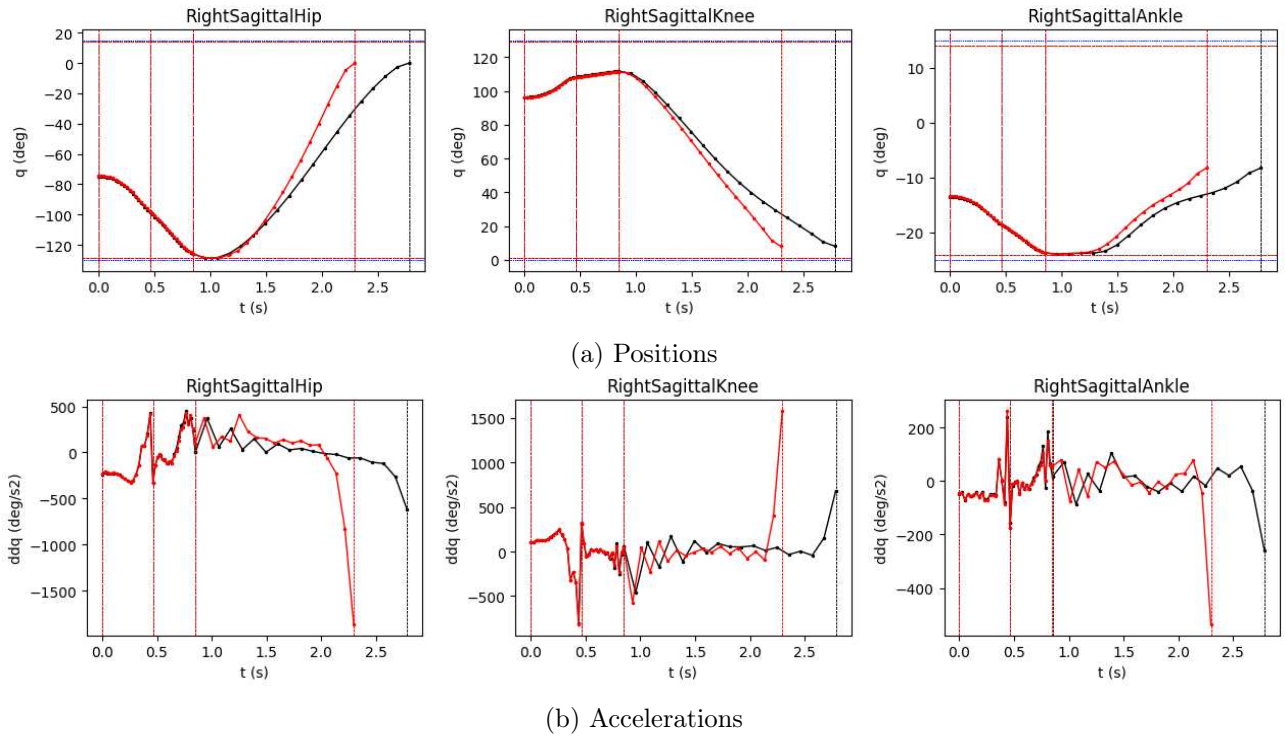 RightSagittalHip RightSagittalKnee RightSagittalAnkle
20
0
−20
−40
−60
−80
−100
−120
q (deg)
0.0 0.5 1.0 1.5 2.0 2.5
t (s)
120
100
80
60
40
20
0
q (deg)
0.0 0.5 1.0 1.5 2.0 2.5
t (s)
10
0
−10
−20
q (deg)
0.0 0.5 1.0 1.5 2.0 2.5
t (s)
(a) Positions
RightSagittalHip RightSagittalKnee RightSagittalAnkle
500
0
−500
−1000
−1500
ddq (deg/s2)
0.0 0.5 1.0 1.5 2.0 2.5
t (s)
1500
1000
500
0
−500
ddq (deg/s2)
0.0 0.5 1.0 1.5 2.0 2.5
t (s)
200
0
−200
−400
ddq (deg/s2)
0.0 0.5 1.0 1.5 2.0 2.5
t (s)
(b) Accelerations